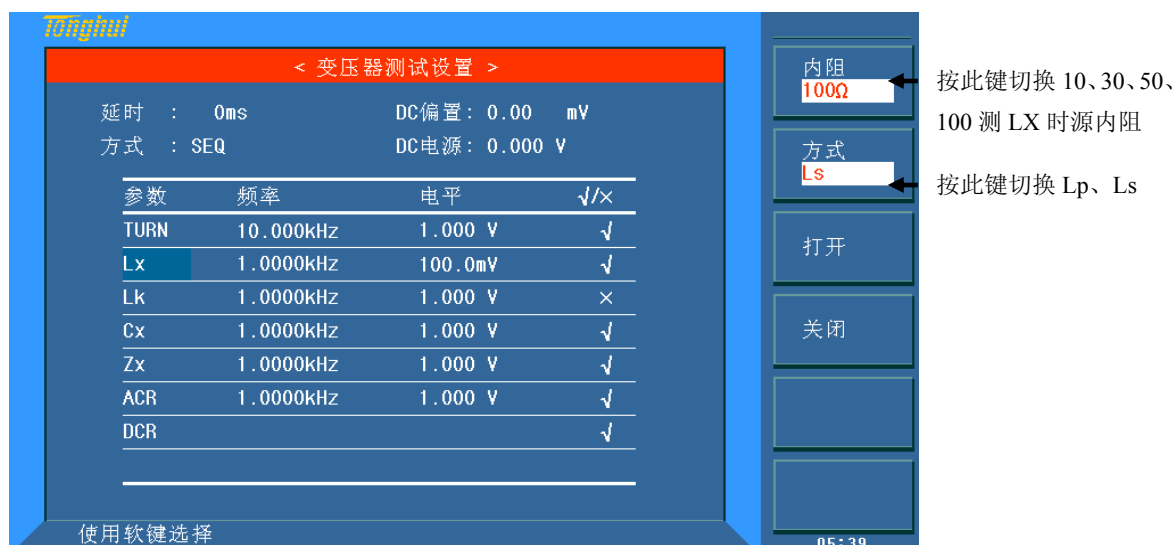 Tonghui
< 变压器测试设置 >
延时 : 0ms DC偏置: 0.00 mV
方式 : SEQ DC电源: 0.000 V
参数 频率 电平 √/×
TURN 10.000kHz 1.000 V √
Lx 1.0000kHz 100.0mV √
Lk 1.0000kHz 1.000 V ×
Cx 1.0000kHz 1.000 V √
Zx 1.0000kHz 1.000 V √
ACR 1.0000kHz 1.000 V √
DCR √
使用软键选择
内阻
100Ω
方式
Ls
打开
关闭
05:39
按此键切换 10、30、50、
100 测 LX 时源内阻
按此键切换 Lp、Ls